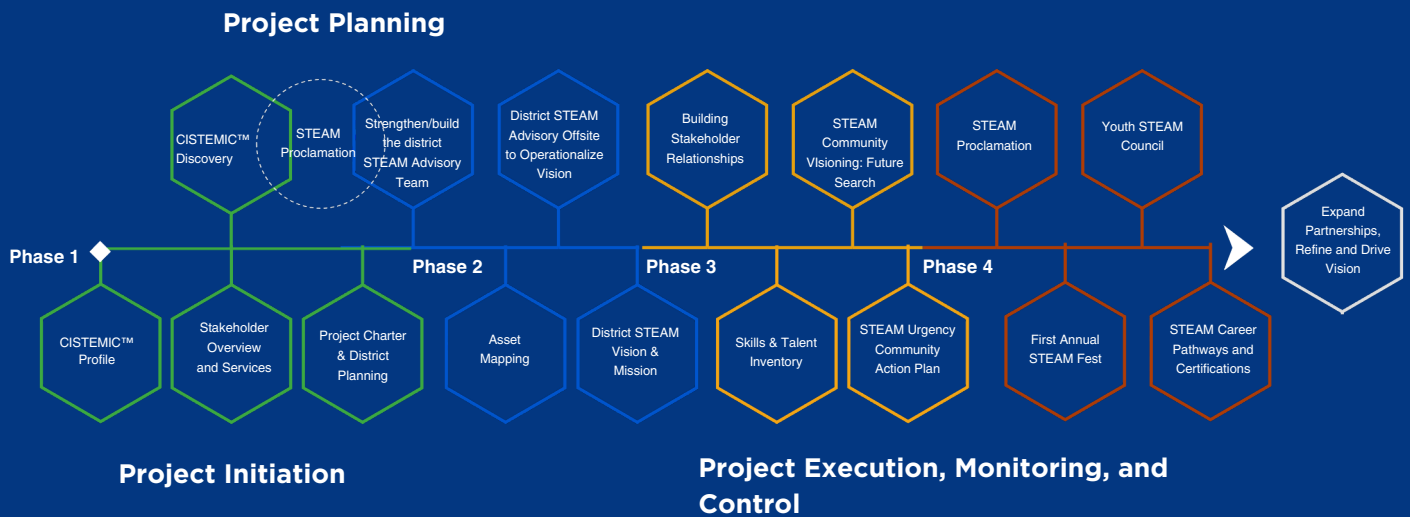 Project Planning
CISTEMIC™
Discovery
STEAM
Proclamation
Strengthen/build
the district
STEAM Advisory
Team
District STEAM
Advisory Offsite
to Operationalize
Vision
Building
Stakeholder
Relationships
STEAM
Community
VIsioning: Future
Search
STEAM
Proclamation
Youth STEAM
Council
Expand
Partnerships,
Refine and Drive
Vision
Phase 1
Phase 2
Phase 3
Phase 4
CISTEMIC™
Profile
Stakeholder
Overview
and Services
Project Charter
& District
Planning
Asset
Mapping
District STEAM
Vision &
Mission
Skills & Talent
Inventory
STEAM Urgency
Community
Action Plan
First Annual
STEAM Fest
STEAM Career
Pathways and
Certifications
Project Initiation
Project Execution, Monitoring, and
Control